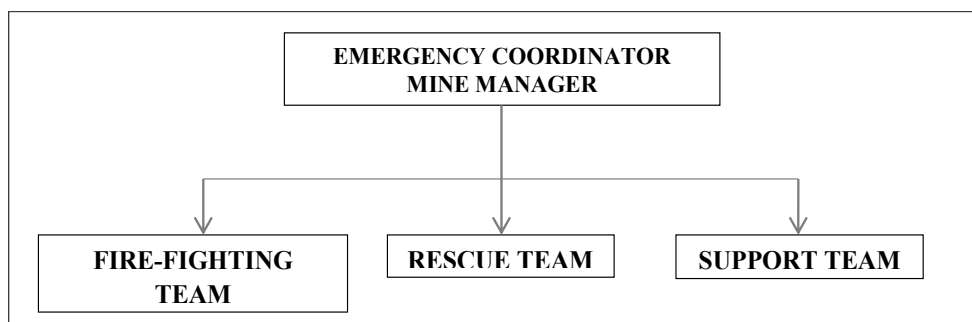 EMERGENCY COORDINATOR
MINE MANAGER
FIRE-FIGHTING
TEAM
RESCUE TEAM
SUPPORT TEAM